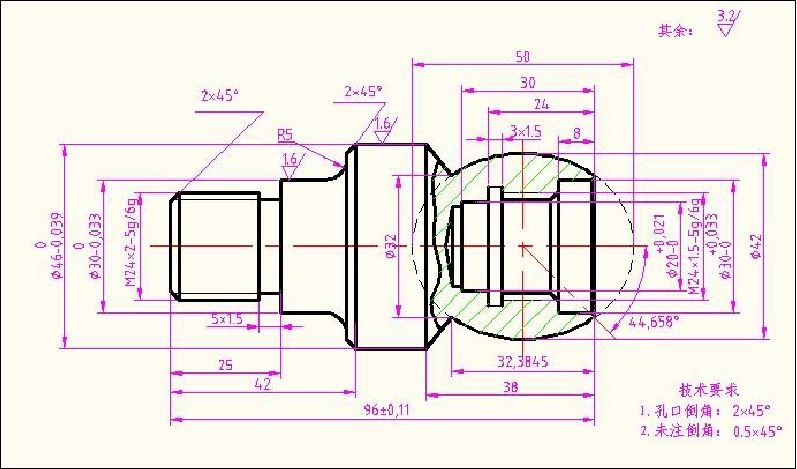 其余: 3.2/
50
30
24
3×1.5
8
2×45°
2×45°
1.6/
R5
1.6/
0
φ46-0,039
0
φ30-0,033
M24×2-5g/6g
φ32
+0,021
φ20-0
M24×1.5-5g/6g
+0,033
φ30-0
φ42
44,658°
5×1.5
25
42
96±0,11
32,3845
38
技术要求
1. 孔口倒角: 2×45°
2. 未注倒角: 0.5×45°